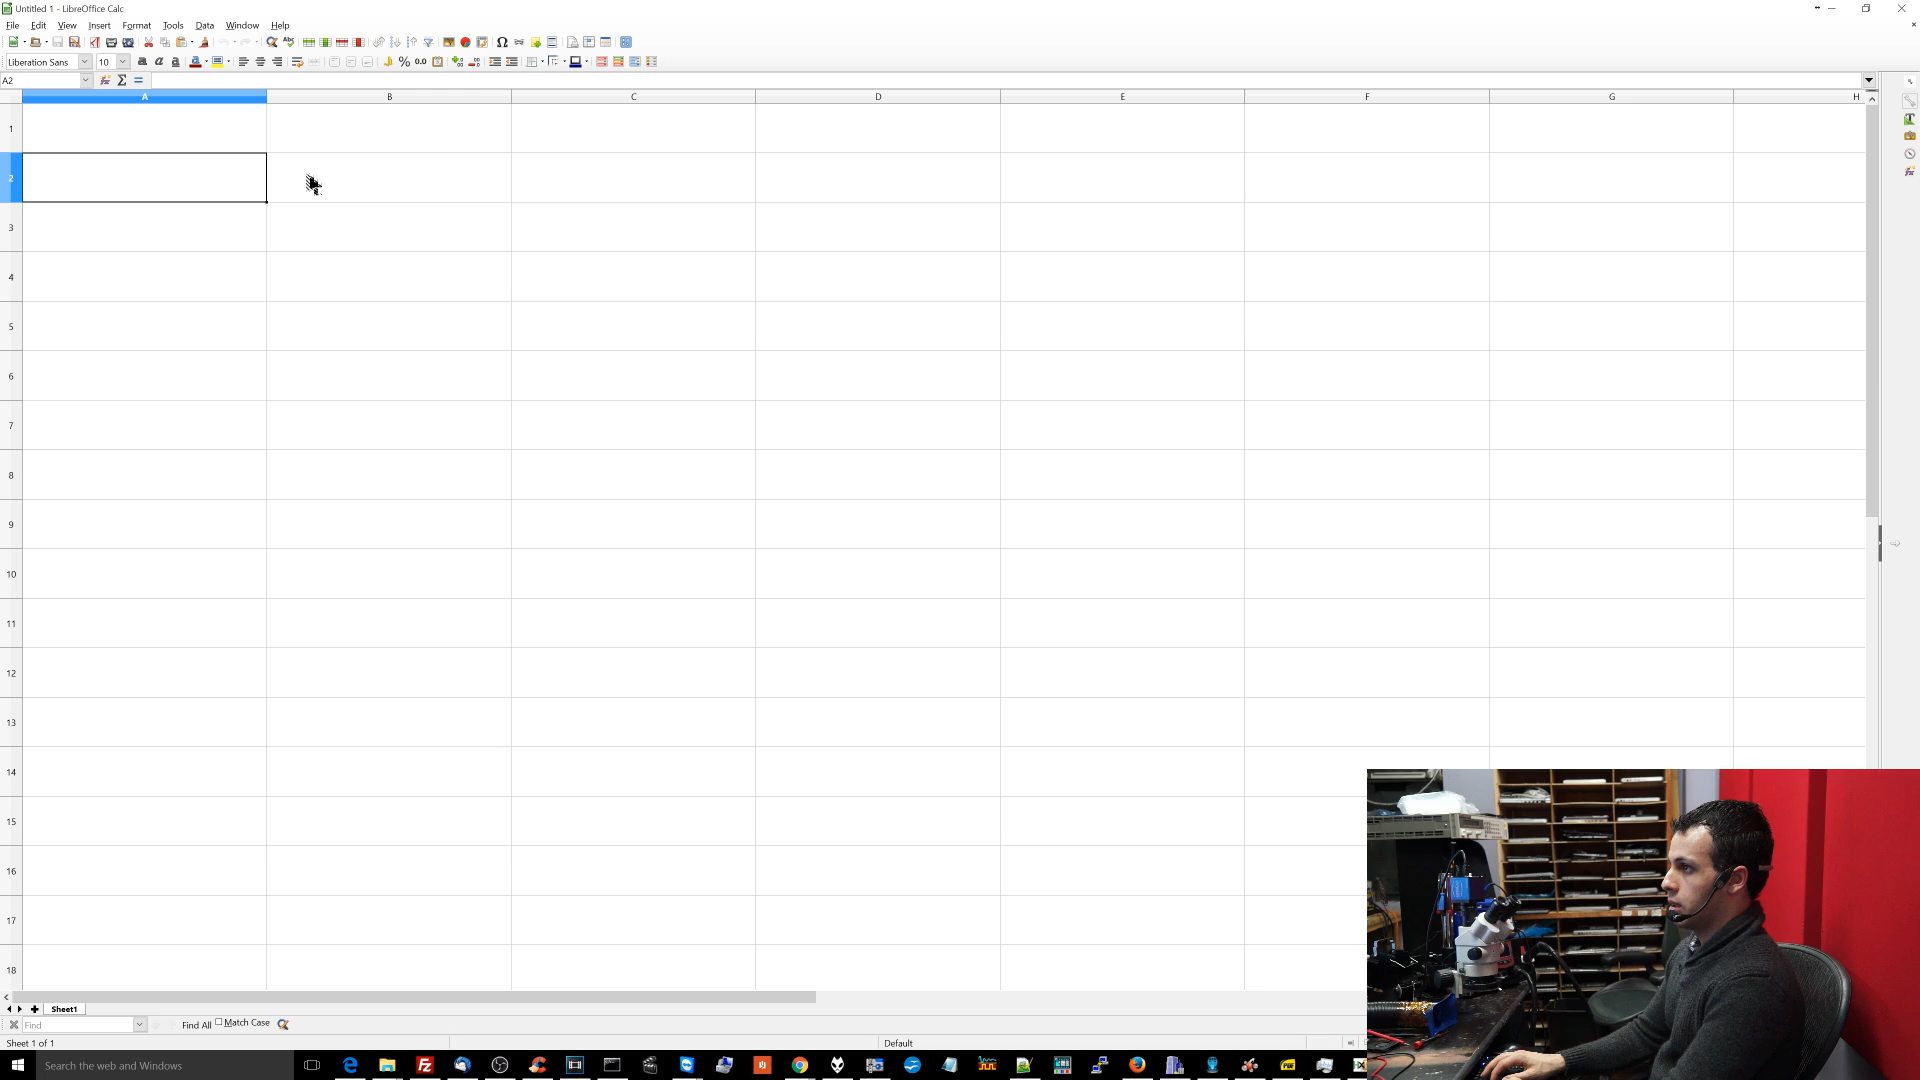 Untitled 1 - LibreOffice Calc
File Edit View Insert Format Tools Data Window Help
Liberation Sans 10
A2
A B C D E F G H
1
2
3
4
5
6
7
8
9
10
11
12
13
14
15
16
17
18
Sheet1
Find Find All Match Case
Sheet 1 of 1 Default
Search the web and Windows